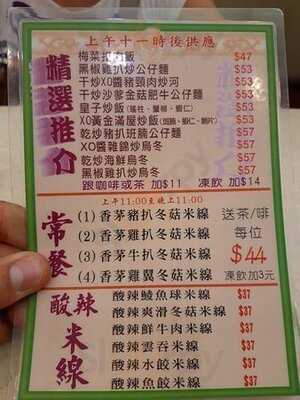 上午十一時後供應
精選推介
梅菜扒肉飯 $47
黑椒雞扒炒公仔麵 $53
干炒XO醬豬頸肉炒河 $53
干炒沙爹金菇肥牛公仔麵 $53
皇子炒飯 $53
XO黃金滿屋炒飯 $53
乾炒豬扒班腩公仔麵 $53
XO醬雜錦炒烏冬 $53
乾炒海鮮烏冬 $53
黑椒雞扒炒烏冬 $53
跟咖啡或茶 加$11 凍飲 加$14
上午11:00至晚上11:00
常餐
(1) 香茅豬扒冬菇米線
(2) 香茅雞扒冬菇米線
(3) 香茅牛扒冬菇米線
(4) 香茅雞翼冬菇米線
送茶/啡
每位
$44
凍飲加3元
酸辣米線
酸辣鯪魚球米線 $37
酸辣爽滑冬菇米線 $37
酸辣鮮牛肉米線 $37
酸辣雲吞米線 $37
酸辣水餃米線 $37
酸辣魚餃米線 $37